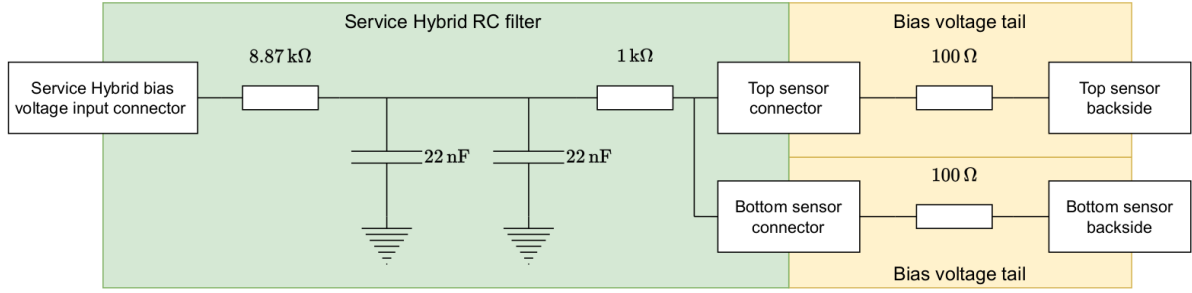 Service Hybrid RC filter
Bias voltage tail
8.87 kΩ
1 kΩ
100 Ω
Service Hybrid bias
voltage input connector
Top sensor
connector
Top sensor
backside
22 nF
22 nF
100 Ω
Bottom sensor
connector
Bottom sensor
backside
Bias voltage tail